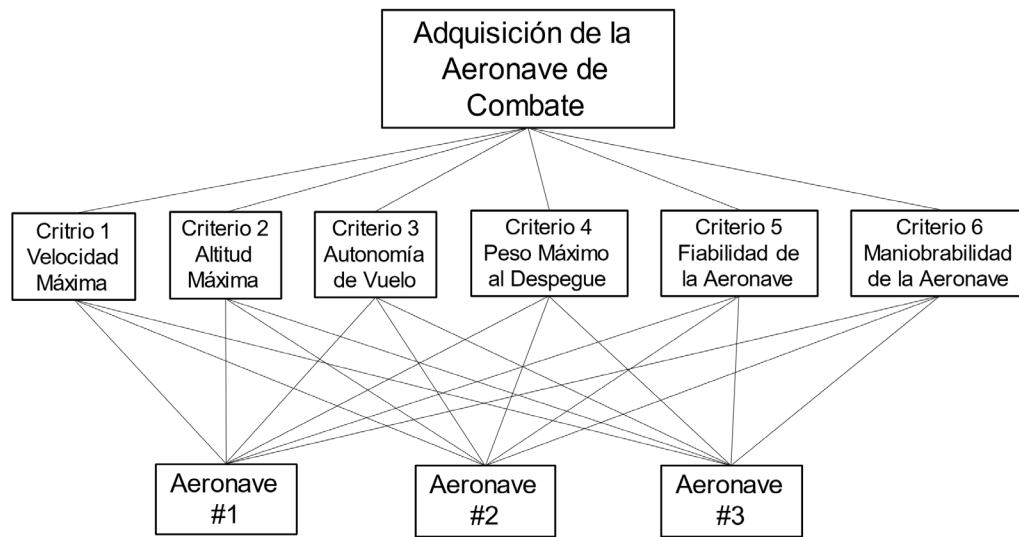 Adquisición de la
Aeronave de
Combate
Critrio 1
Velocidad
Máxima
Criterio 2
Altitud
Máxima
Criterio 3
Autonomía
de Vuelo
Criterio 4
Peso Máximo
al Despegue
Criterio 5
Fiabilidad de
la Aeronave
Criterio 6
Maniobrabilidad
de la Aeronave
Aeronave
#1
Aeronave
#2
Aeronave
#3